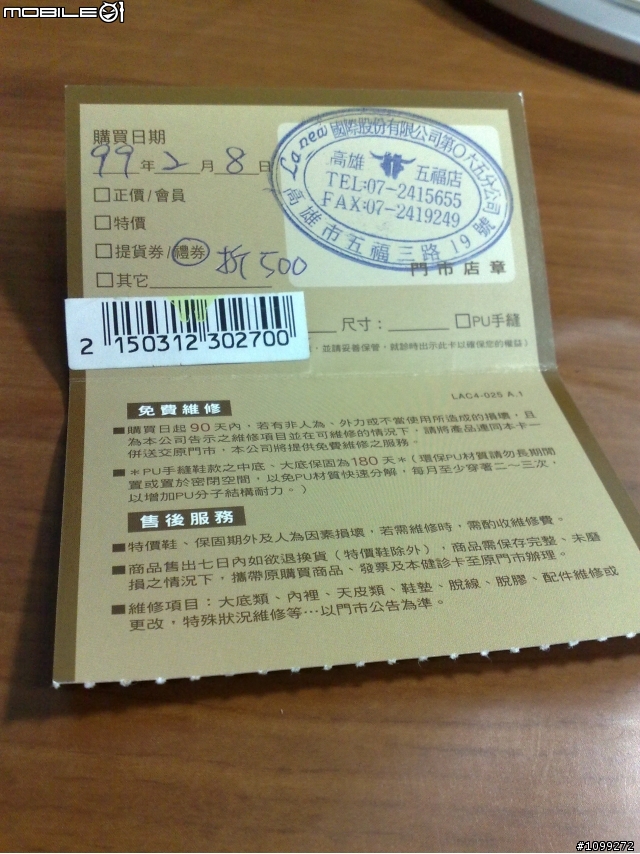 MOBILE01
購買日期
99年2月8日
□正價/會員
□特價
□提貨券/禮券 折500
□其它
La new 國際股份有限公司第〇六五分公司
高雄 五福店
TEL:07-2415655
FAX:07-2419249
高雄市五福三路19號
門市店章
2 150312 302700
尺寸： □PU手縫
，並請妥善保管，就診時出示此卡以確保您的權益)
LAC4-025 A.1
免費維修
■購買日起90天內，若有非人為、外力或不當使用所造成的損壞，且
為本公司告示之維修項目並在可維修的情況下，請將產品連同本卡一
併送交原門市，本公司將提供免費維修之服務。
■＊PU手縫鞋款之中底、大底保固為180天＊(環保PU材質請勿長期閒
置或置於密閉空間，以免PU材質快速分解，每月至少穿著二～三次，
以增加PU分子結構耐力。)
售後服務
■特價鞋、保固期外及人為因素損壞，若需維修時，需酌收維修費。
■商品售出七日內如欲退換貨(特價鞋除外)，商品需保存完整、未磨
損之情況下，攜帶原購買商品、發票及本健診卡至原門市辦理。
■維修項目：大底類、內裡、天皮類、鞋墊、脫線、脫膠、配件維修或
更改，特殊狀況維修等…以門市公告為準。
#1099272